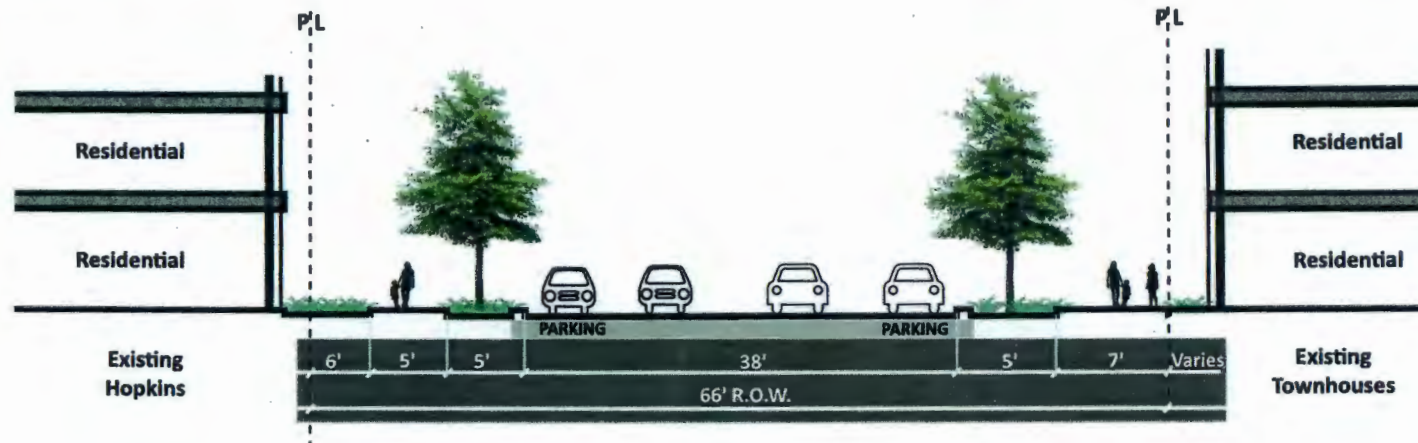 P L
P L
Residential
Residential
Residential
Residential
PARKING
PARKING
Existing
Hopkins
6'
5'
5'
38'
5'
7'
Varies
66' R.O.W.
Existing
Townhouses